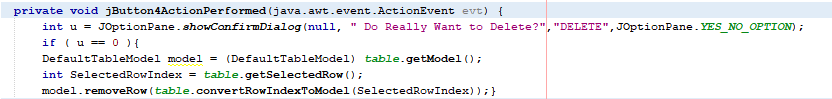 private void jButton4ActionPerformed(java.awt.event.ActionEvent evt) {
int u = JOptionPane.showConfirmDialog(null, " Do Really Want to Delete?","DELETE",JOptionPane.YES_NO_OPTION);
if ( u == 0 ){
DefaultTableModel model = (DefaultTableModel) table.getModel();
int SelectedRowIndex = table.getSelectedRow();
model.removeRow(table.convertRowIndexToModel(SelectedRowIndex));}